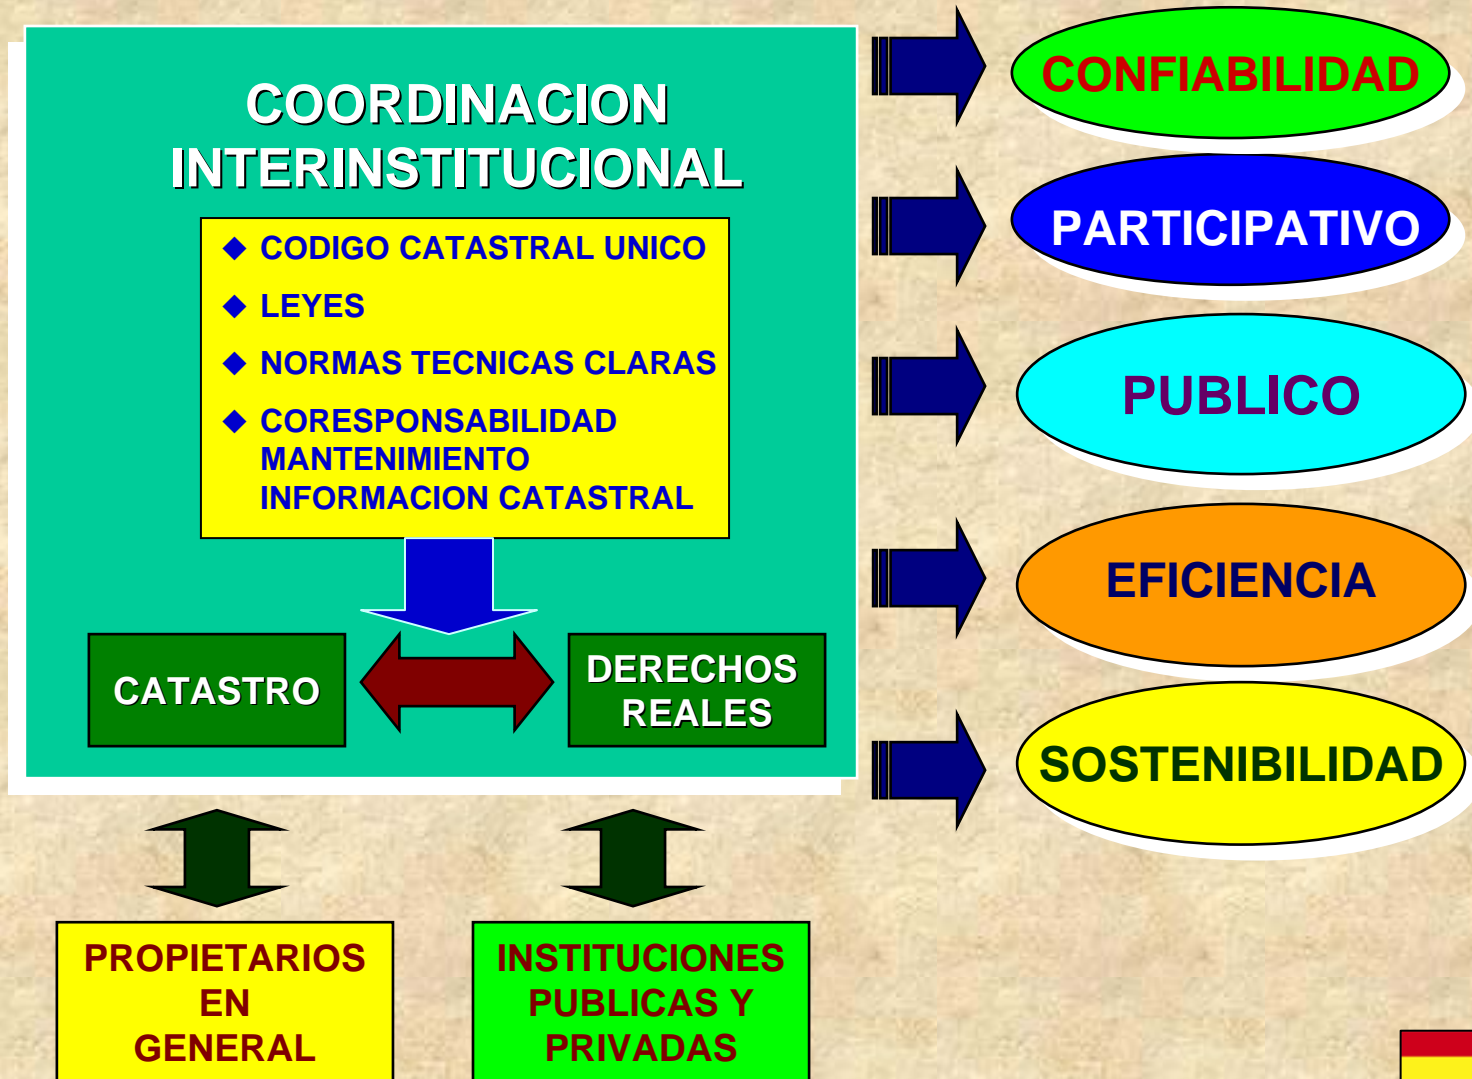 COORDINACION
INTERINSTITUCIONAL
CODIGO CATASTRAL UNICO
LEYES
NORMAS TECNICAS CLARAS
CORESPONSABILIDAD
MANTENIMIENTO
INFORMACION CATASTRAL
CATASTRO
DERECHOS
REALES
CONFIABILIDAD
PARTICIPATIVO
PUBLICO
EFICIENCIA
SOSTENIBILIDAD
PROPIETARIOS
EN
GENERAL
INSTITUCIONES
PUBLICAS Y
PRIVADAS